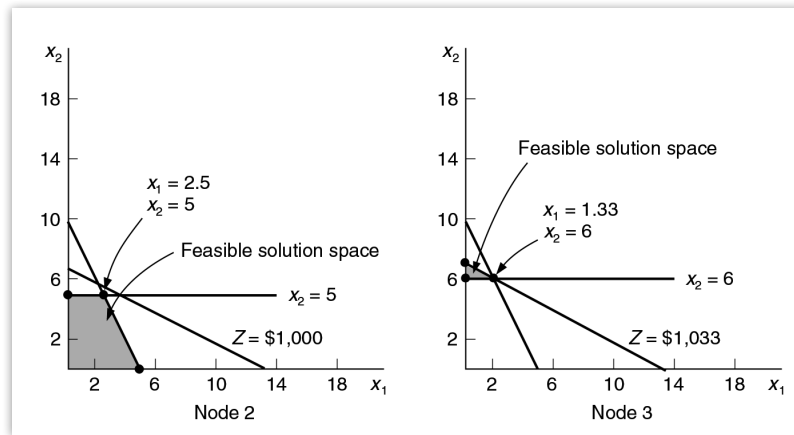 x₂
18
14
10
6
2
x₁ = 2.5
x₂ = 5
Feasible solution space
x₂ = 5
Z = $1,000
2
6
10
14
18
x₁
Node 2
x₂
18
14
10
6
2
Feasible solution space
x₁ = 1.33
x₂ = 6
x₂ = 6
Z = $1,033
2
6
10
14
18
x₁
Node 3